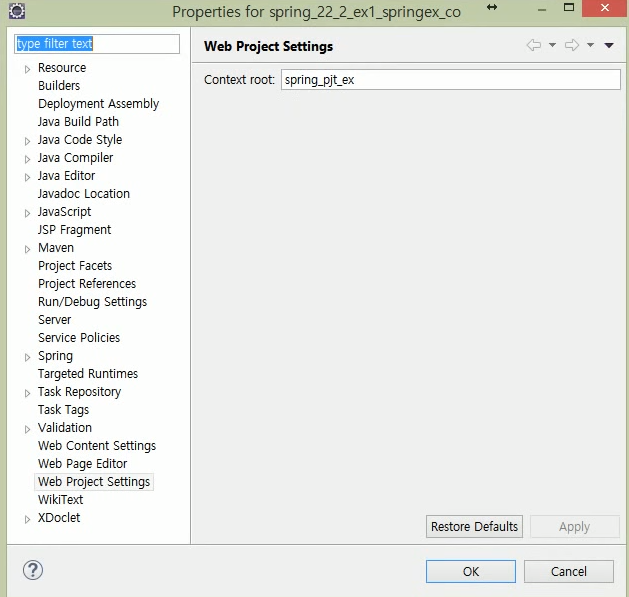 Properties for spring_22_2_ex1_springex_co
type filter text
Web Project Settings
Context root: spring_pjt_ex
Resource
Builders
Deployment Assembly
Java Build Path
Java Code Style
Java Compiler
Java Editor
Javadoc Location
JavaScript
JSP Fragment
Maven
Project Facets
Project References
Run/Debug Settings
Server
Service Policies
Spring
Targeted Runtimes
Task Repository
Task Tags
Validation
Web Content Settings
Web Page Editor
Web Project Settings
WikiText
XDoclet
Restore Defaults Apply
? OK Cancel